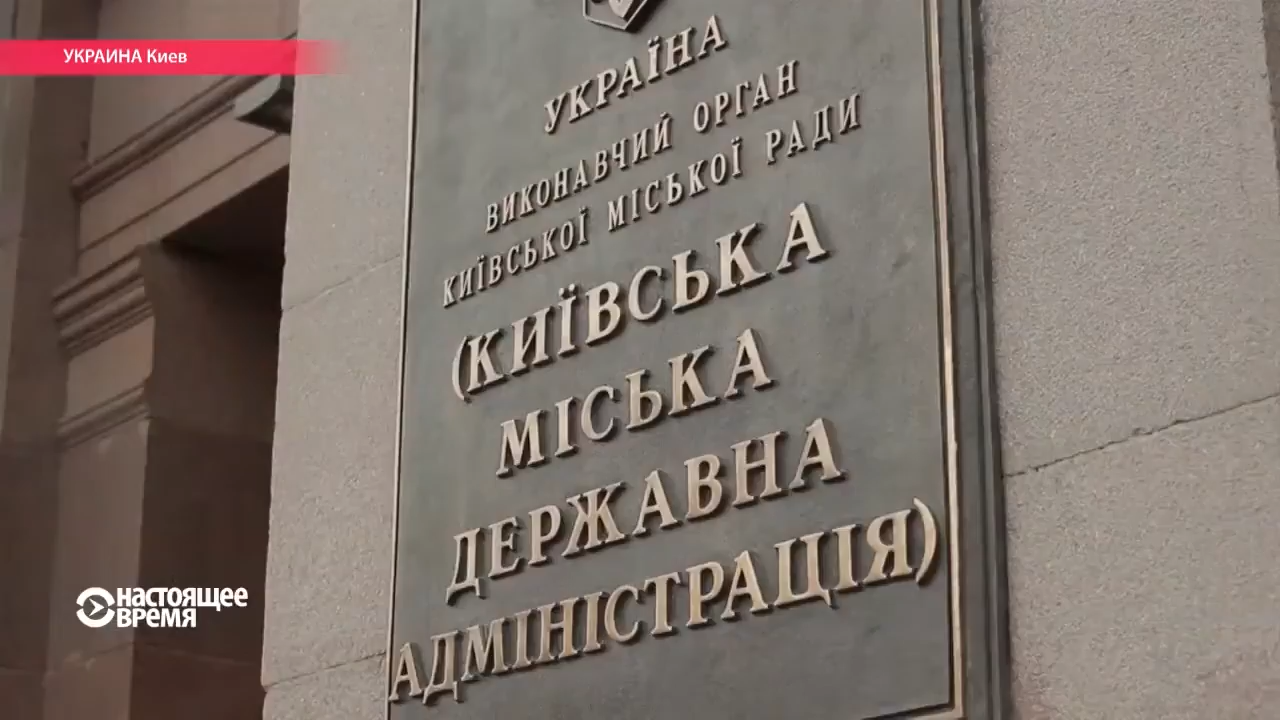 УКРАИНА Киев
УКРАЇНА
ВИКОНАВЧИЙ ОРГАН
КИЇВСЬКОЇ МІСЬКОЇ РАДИ
(КИЇВСЬКА
МІСЬКА
ДЕРЖАВНА
АДМІНІСТРАЦІЯ)
НАСТОЯЩЕЕ
ВРЕМЯ